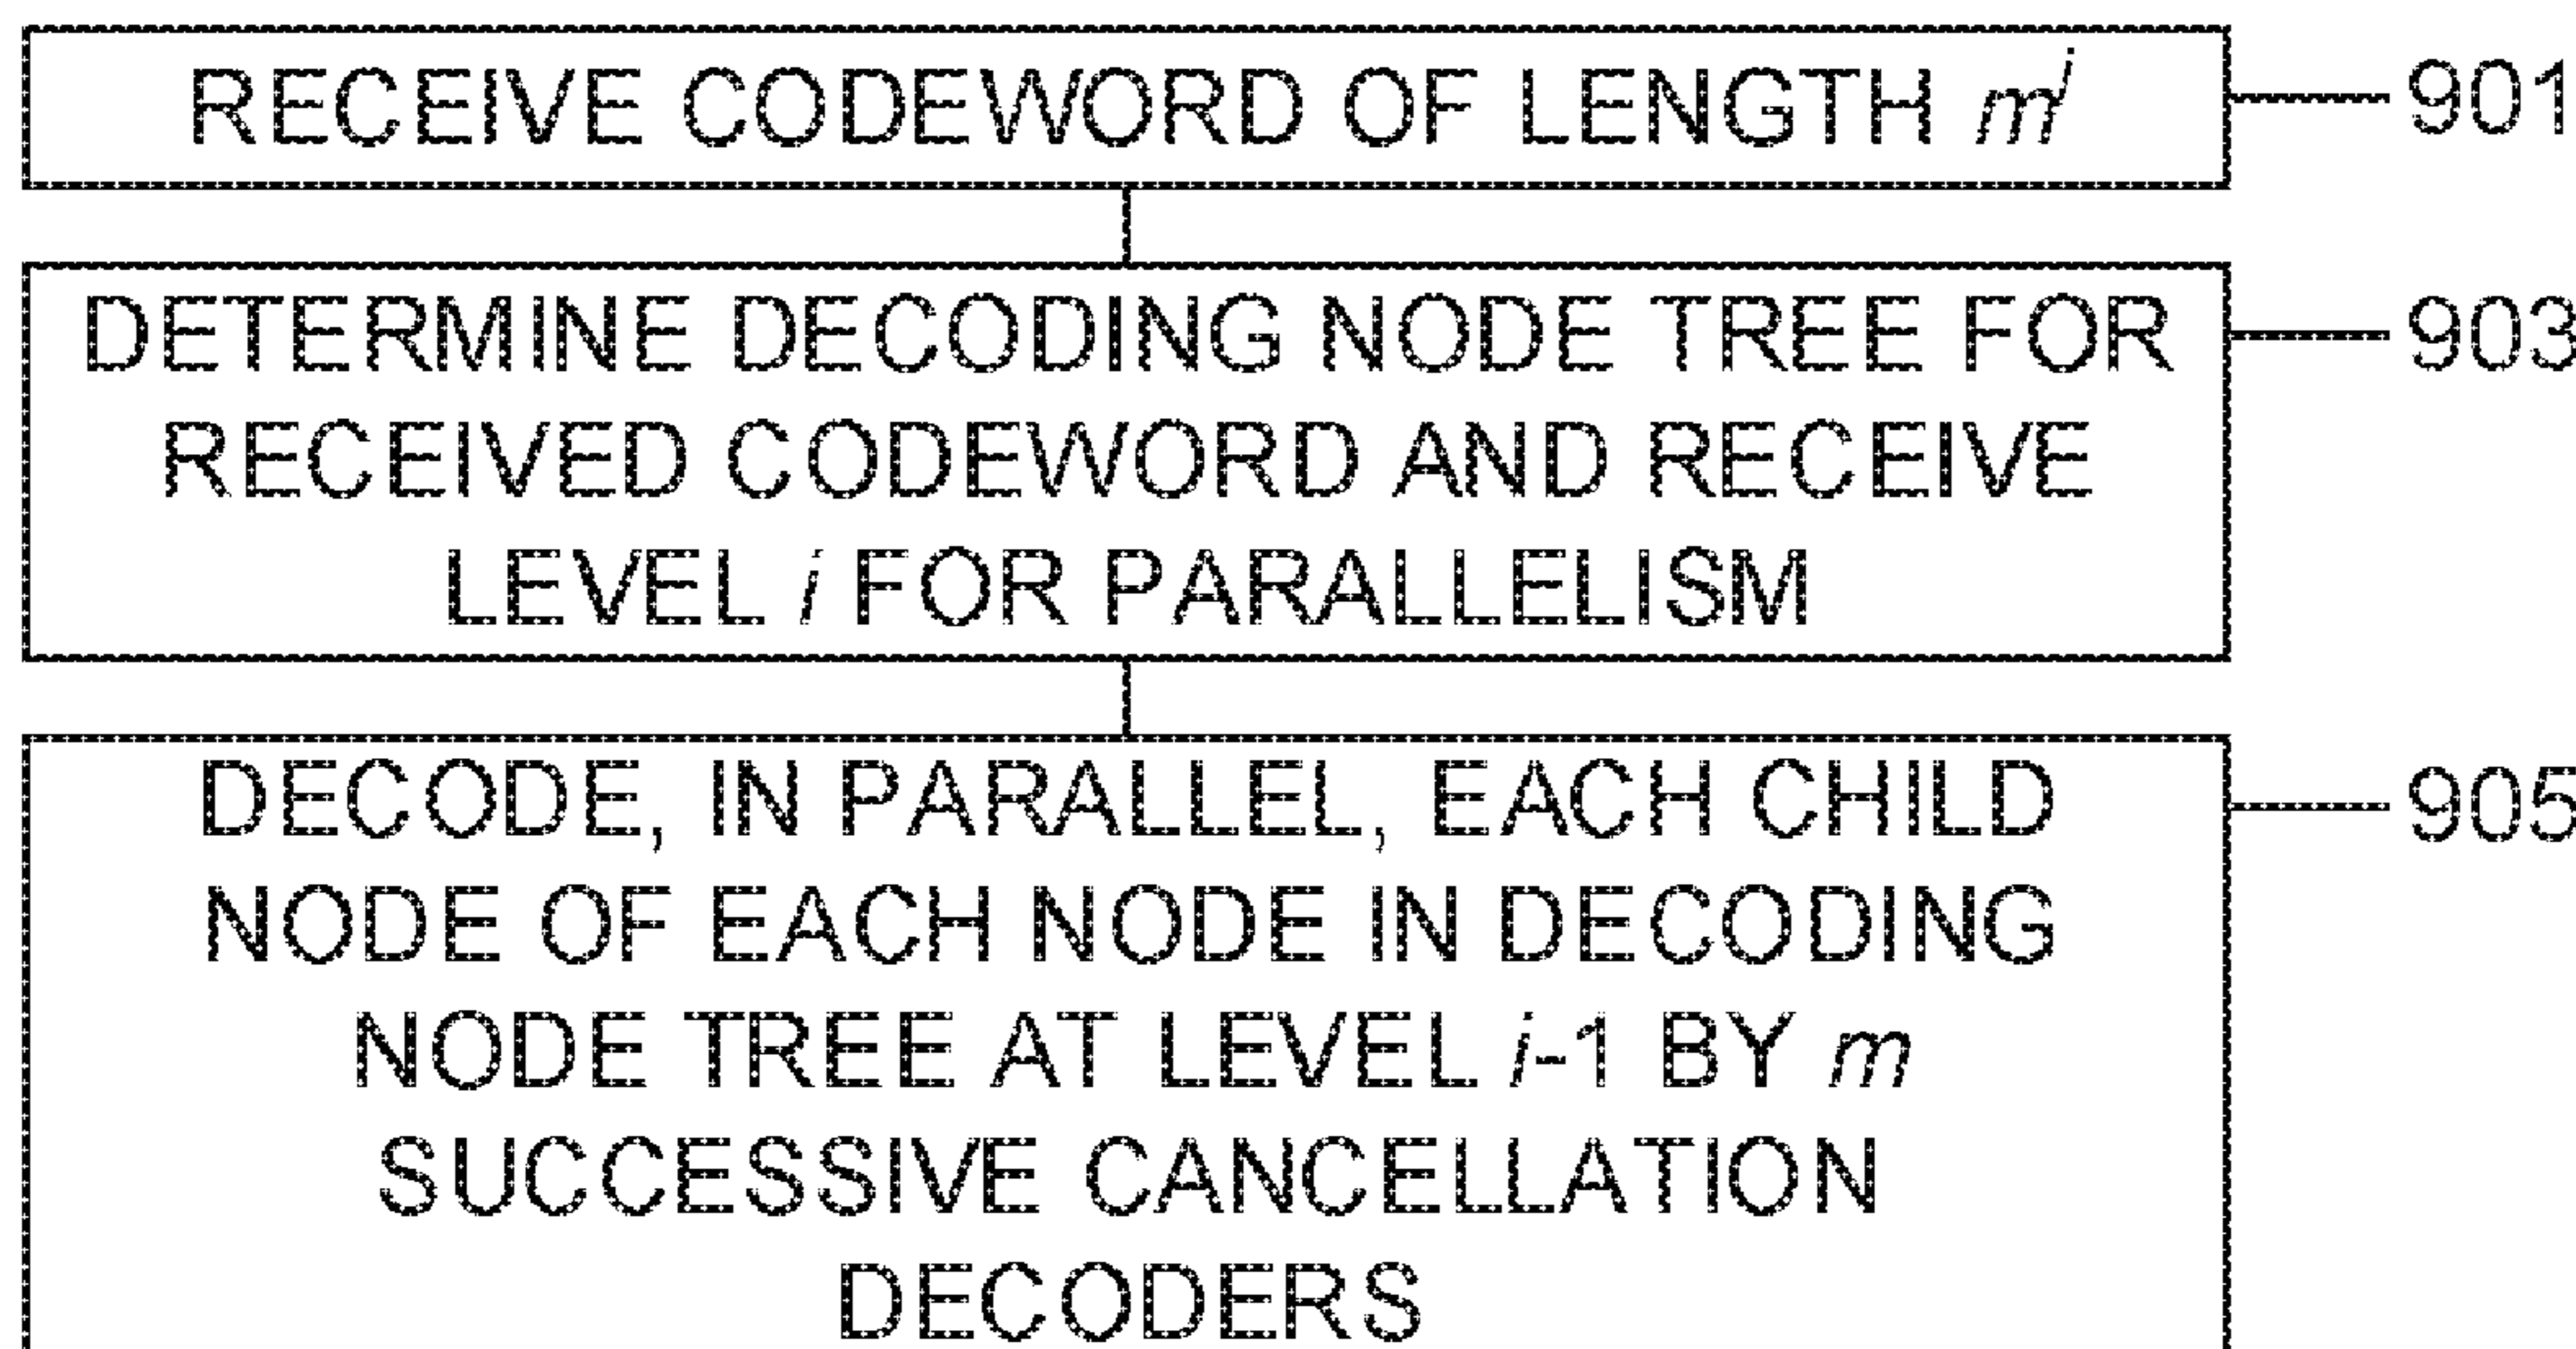 RECEIVE CODEWORD OF LENGTH mʲ 901
DETERMINE DECODING NODE TREE FOR 903
RECEIVED CODEWORD AND RECEIVE
LEVEL i FOR PARALLELISM
DECODE, IN PARALLEL, EACH CHILD 905
NODE OF EACH NODE IN DECODING
NODE TREE AT LEVEL i-1 BY m
SUCCESSIVE CANCELLATION
DECODERS